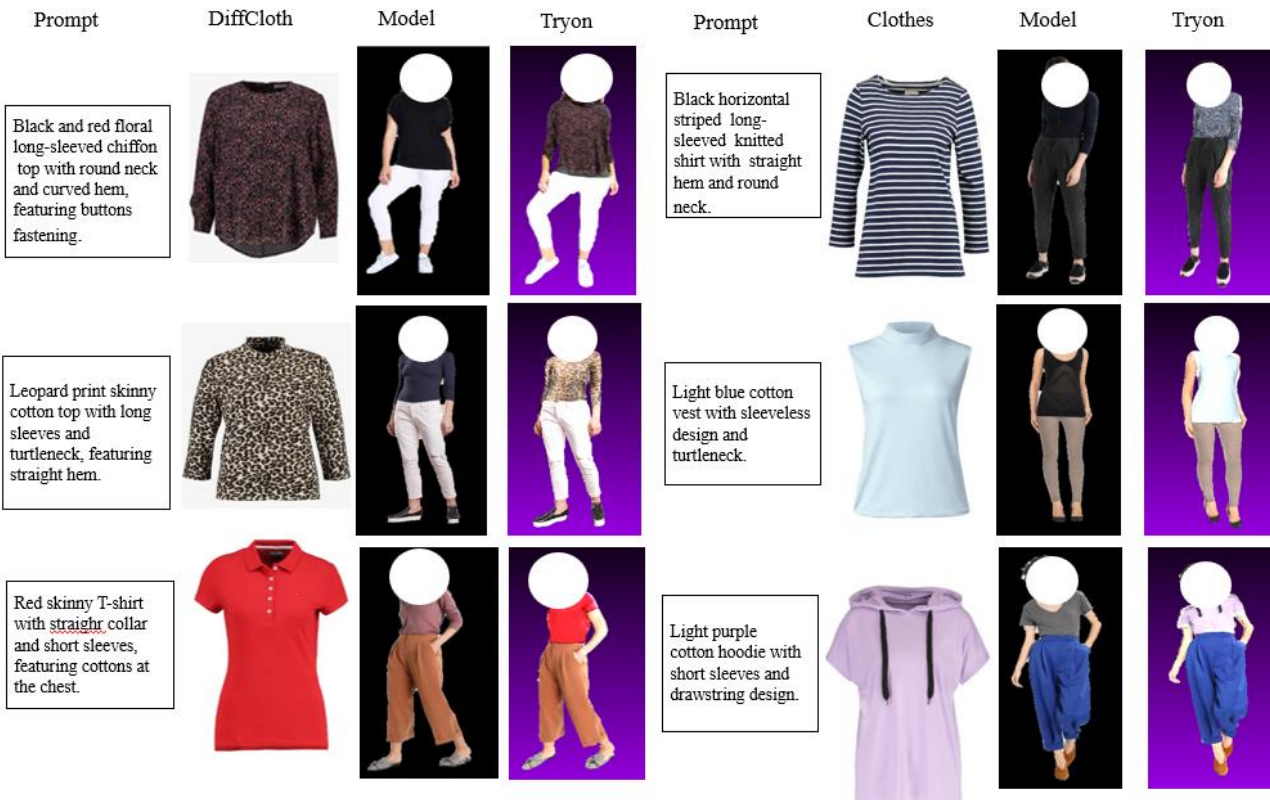 Prompt
DiffCloth
Model
Tryon
Prompt
Clothes
Model
Tryon
Black and red floral
long-sleeved chiffon
top with round neck
and curved hem,
featuring buttons
fastening.
Black horizontal
striped long-
sleeved knitted
shirt with straight
hem and round
neck.
Leopard print skinny
cotton top with long
sleeves and
turtleneck, featuring
straight hem.
Light blue cotton
vest with sleeveless
design and
turtleneck.
Red skinny T-shirt
with straighr collar
and short sleeves,
featuring cottons at
the chest.
Light purple
cotton hoodie with
short sleeves and
drawstring design.